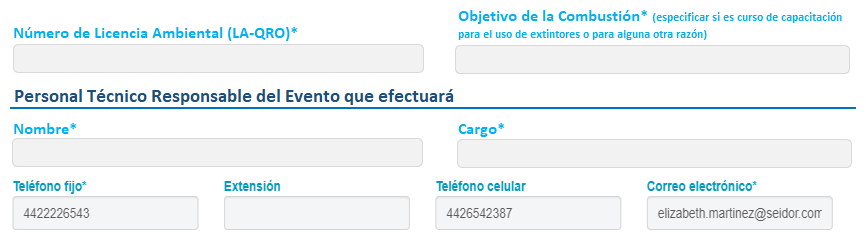 Número de Licencia Ambiental (LA-QRO)*
Objetivo de la Combustión* (especificar si es curso de capacitación
para el uso de extintores o para alguna otra razón)
Personal Técnico Responsable del Evento que efectuará
Nombre*
Cargo*
Teléfono fijo*
Extensión
Teléfono celular
Correo electrónico*
4422226543
4426542387
elizabeth.martinez@seidor.com